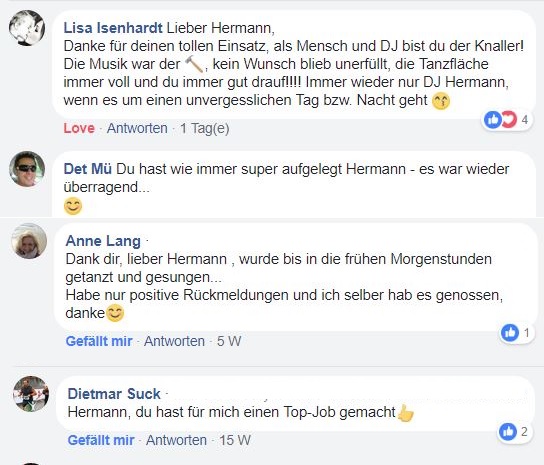 Lisa Isenhardt Lieber Hermann,
Danke für deinen tollen Einsatz, als Mensch und DJ bist du der Knaller!
Die Musik war der 🔨, kein Wunsch blieb unerfüllt, die Tanzfläche
immer voll und du immer gut drauf!!!! Immer wieder nur DJ Hermann,
wenn es um einen unvergesslichen Tag bzw. Nacht geht 😙
Love · Antworten · 1 Tag(e)
4
Det Mü Du hast wie immer super aufgelegt Hermann - es war wieder
überragend...
😊
Anne Lang ·
Dank dir, lieber Hermann , wurde bis in die frühen Morgenstunden
getanzt und gesungen...
Habe nur positive Rückmeldungen und ich selber hab es genossen,
danke😊
1
Gefällt mir · Antworten · 5 W
Dietmar Suck ·
Hermann, du hast für mich einen Top-Job gemacht👍
2
Gefällt mir · Antworten · 15 W